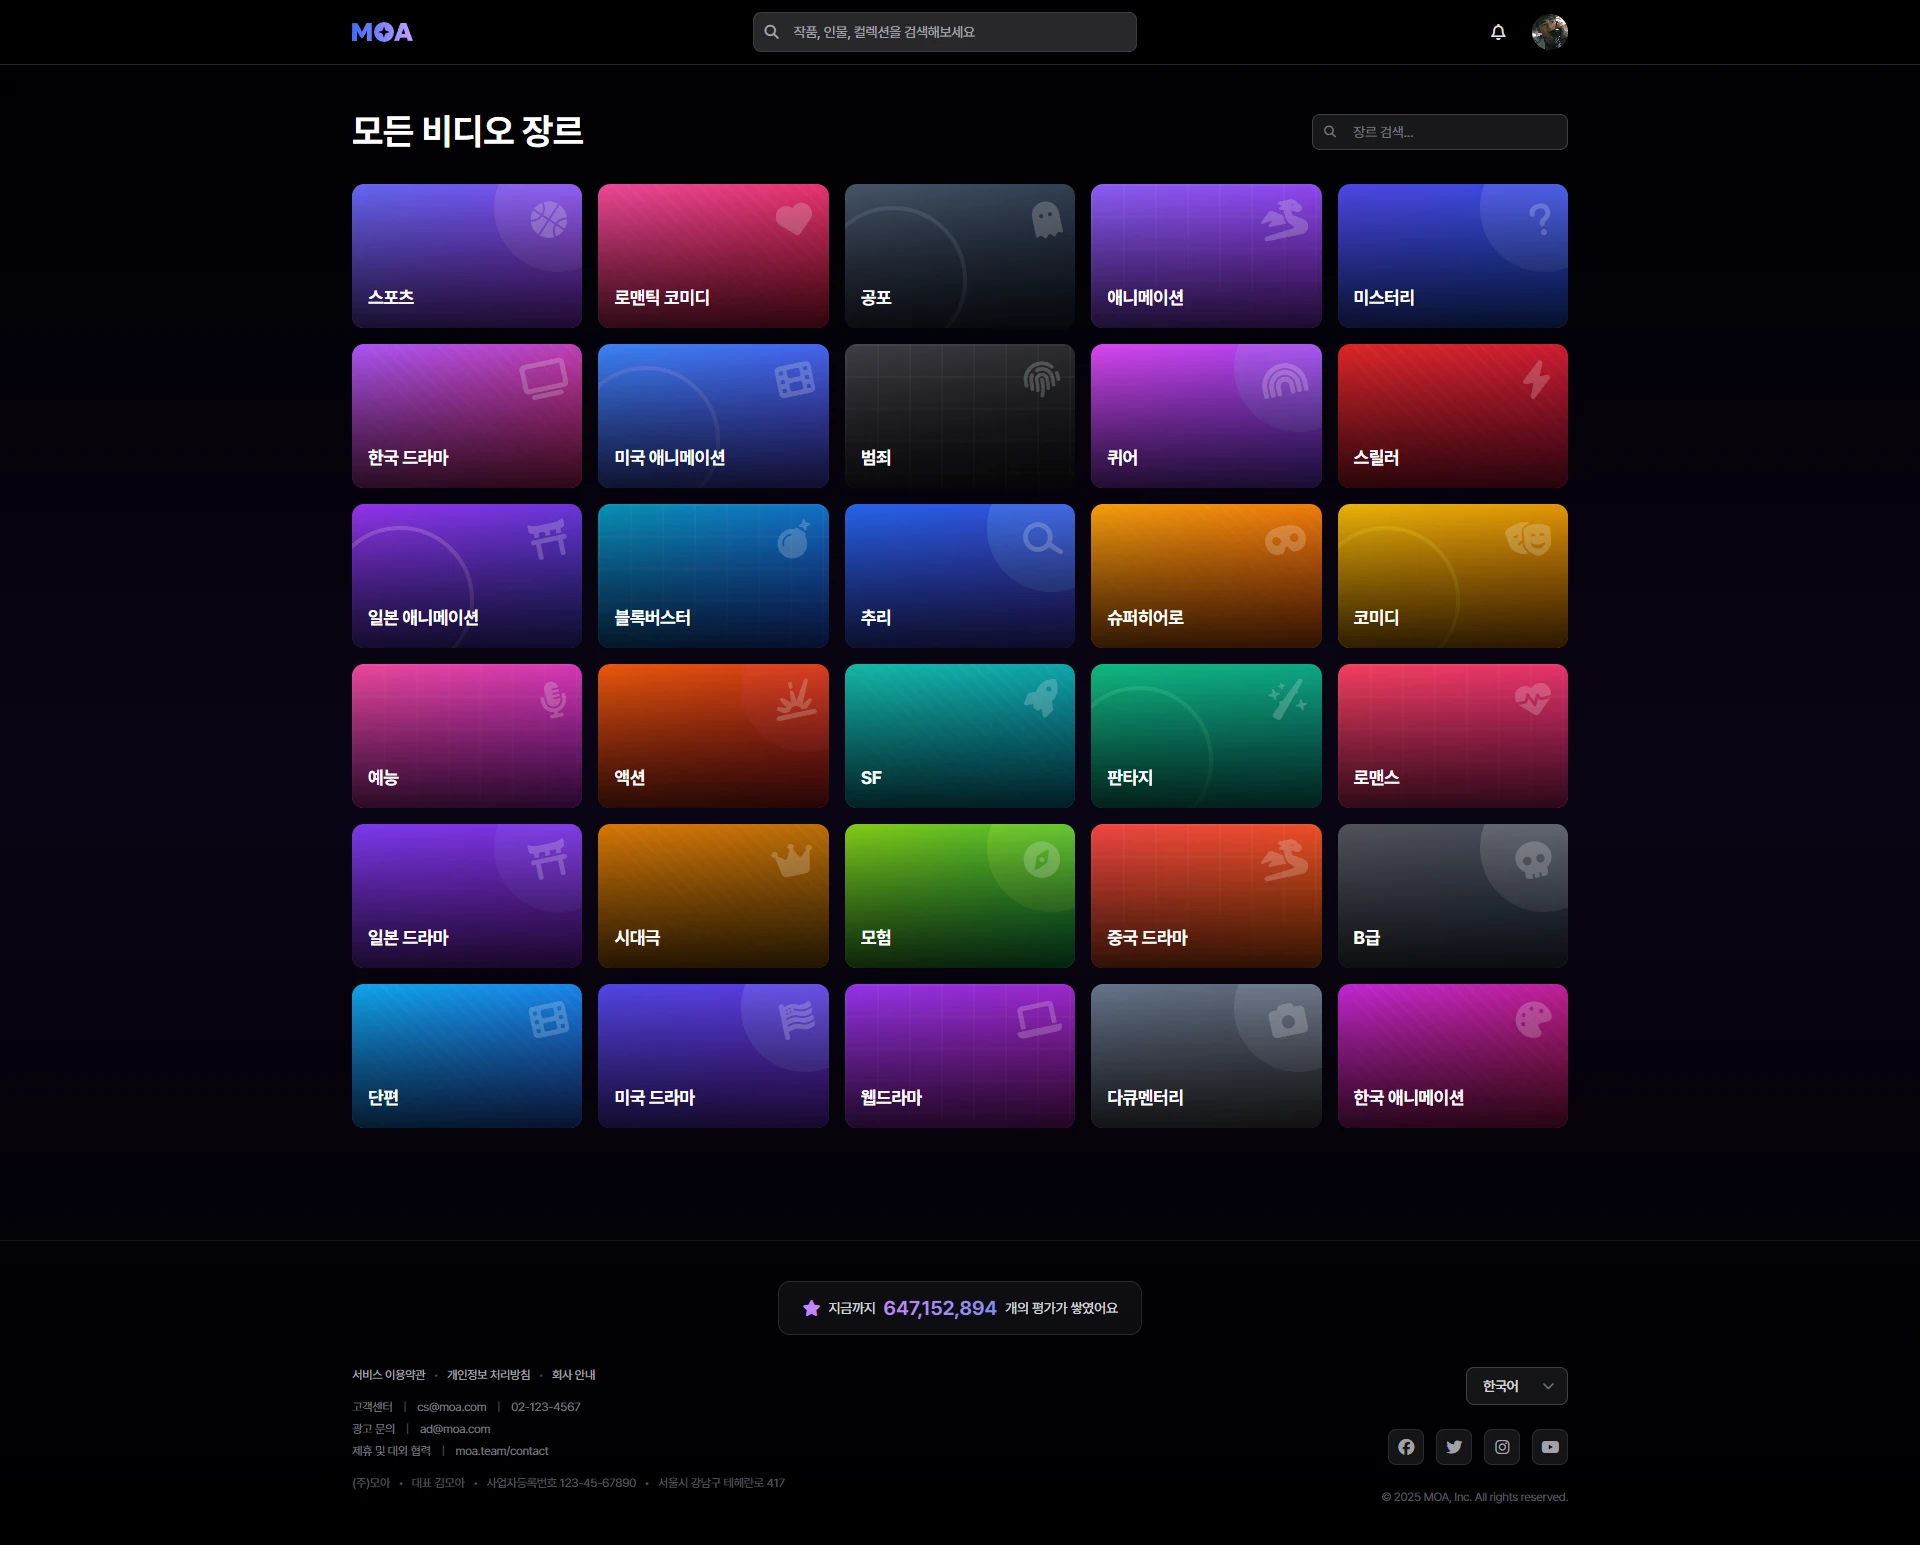 MOA
작품, 인물, 컬렉션을 검색해보세요
모든 비디오 장르
장르 검색...
스포츠
로맨틱 코미디
공포
애니메이션
미스터리
한국 드라마
미국 애니메이션
범죄
퀴어
스릴러
일본 애니메이션
블록버스터
추리
슈퍼히어로
코미디
예능
액션
SF
판타지
로맨스
일본 드라마
시대극
모험
중국 드라마
B급
단편
미국 드라마
웹드라마
다큐멘터리
한국 애니메이션
지금까지 647,152,894 개의 평가가 쌓였어요
서비스 이용약관 • 개인정보 처리방침 • 회사 안내
고객센터 | cs@moa.com | 02-123-4567
광고 문의 | ad@moa.com
제휴 및 대외 협력 | moa.team/contact
(주)모아 • 대표 김모아 • 사업자등록번호 123-45-67890 • 서울시 강남구 테헤란로 417
한국어
© 2025 MOA, Inc. All rights reserved.